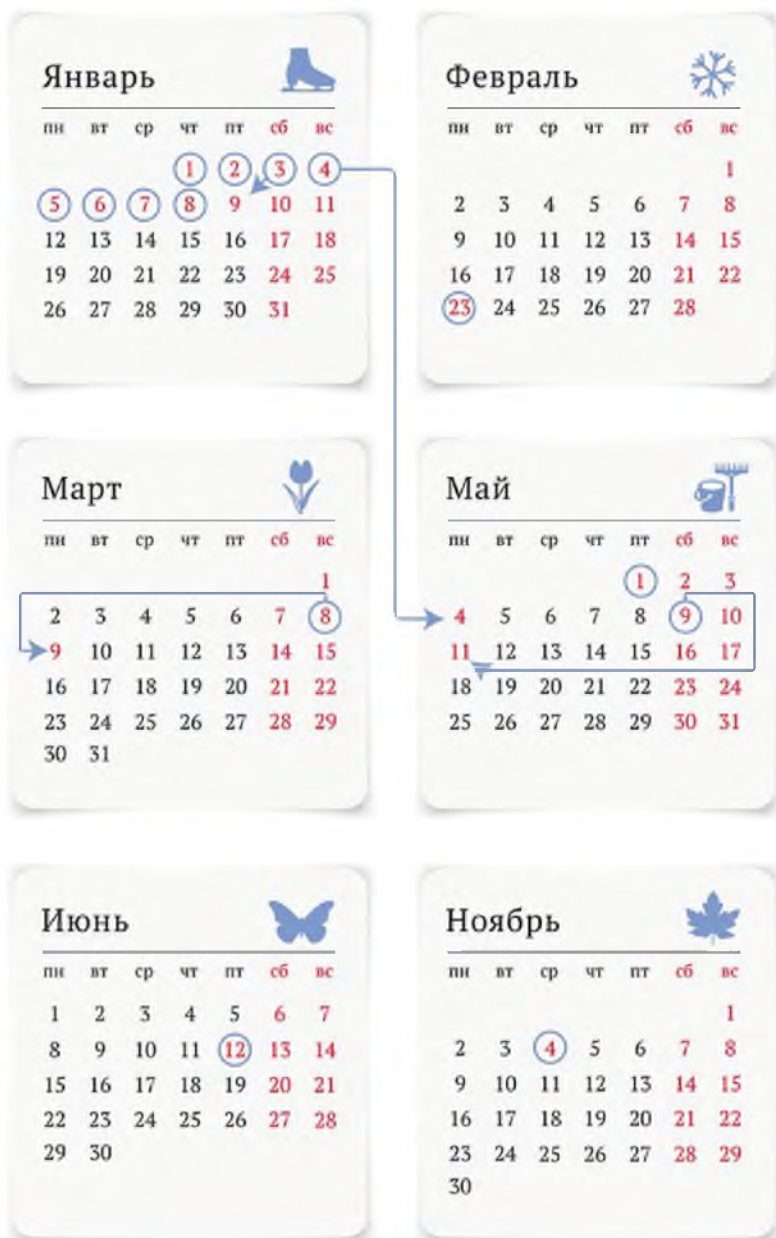 Январь
пн вт ср чт пт сб вс
1 2 3 4
5 6 7 8 9 10 11
12 13 14 15 16 17 18
19 20 21 22 23 24 25
26 27 28 29 30 31
Февраль
пн вт ср чт пт сб вс
1
2 3 4 5 6 7 8
9 10 11 12 13 14 15
16 17 18 19 20 21 22
23 24 25 26 27 28
Март
пн вт ср чт пт сб вс
1
2 3 4 5 6 7 8
9 10 11 12 13 14 15
16 17 18 19 20 21 22
23 24 25 26 27 28 29
30 31
Май
пн вт ср чт пт сб вс
1 2 3
4 5 6 7 8 9 10
11 12 13 14 15 16 17
18 19 20 21 22 23 24
25 26 27 28 29 30 31
Июнь
пн вт ср чт пт сб вс
1 2 3 4 5 6 7
8 9 10 11 12 13 14
15 16 17 18 19 20 21
22 23 24 25 26 27 28
29 30
Ноябрь
пн вт ср чт пт сб вс
1
2 3 4 5 6 7 8
9 10 11 12 13 14 15
16 17 18 19 20 21 22
23 24 25 26 27 28 29
30